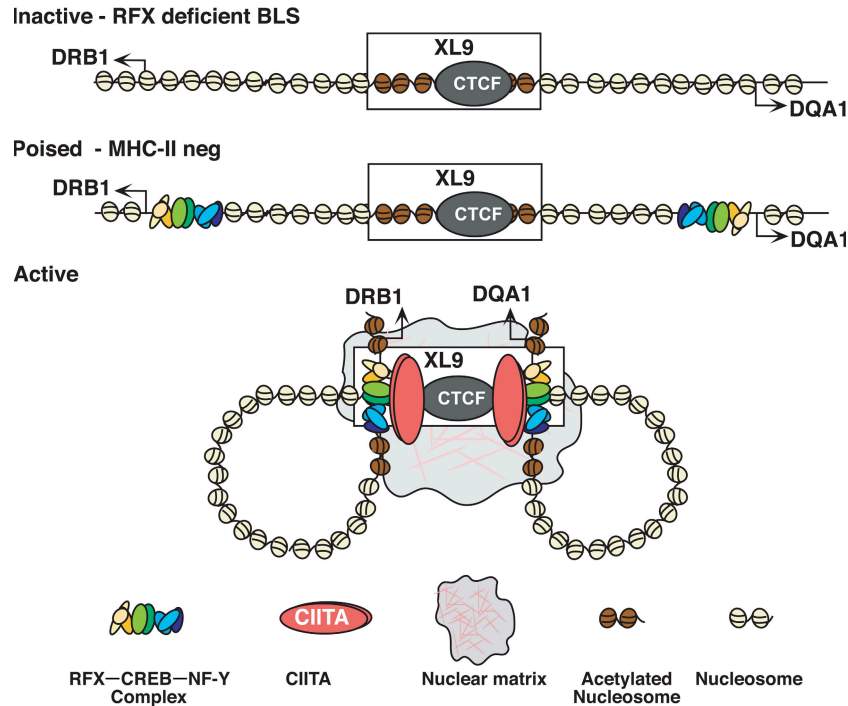 Inactive - RFX deficient BLS
DRB1
XL9
CTCF
DQA1
Poised - MHC-II neg
DRB1
XL9
CTCF
DQA1
Active
DRB1
DQA1
XL9
CTCF
CIITA
RFX—CREB—NF-Y
Complex
CIITA
Nuclear matrix
Acetylated
Nucleosome
Nucleosome